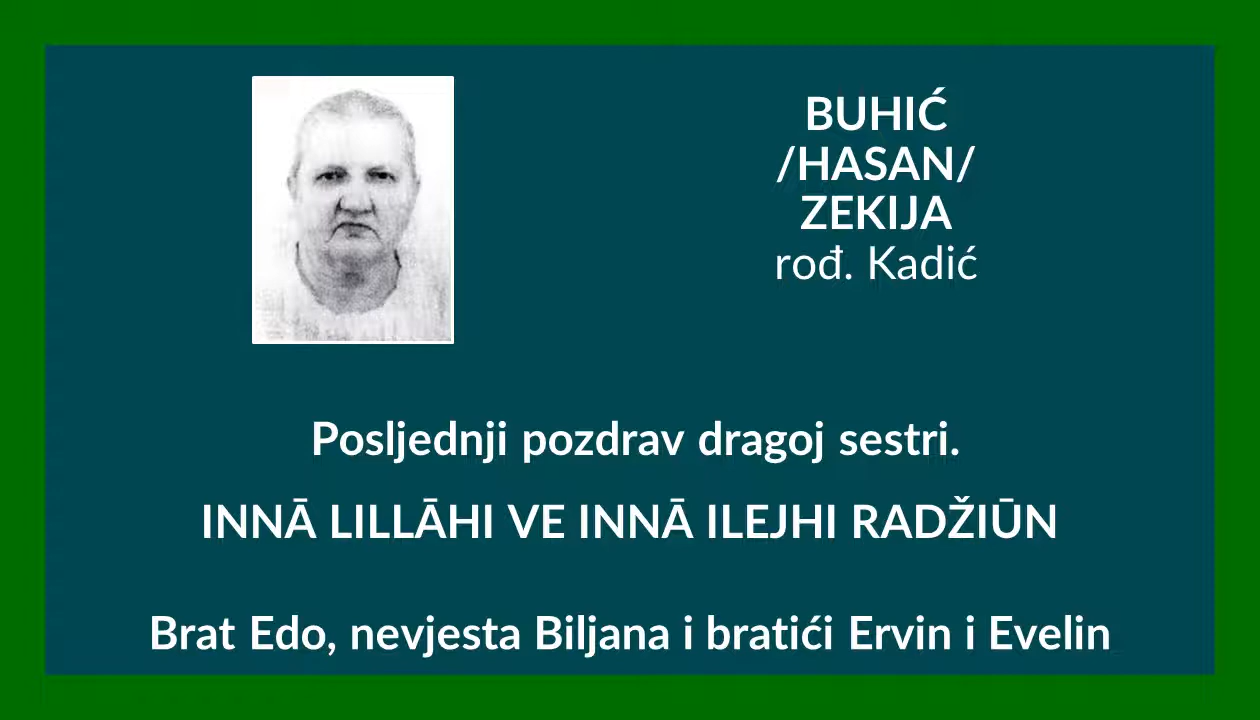 BUHIĆ
/HASAN/
ZEKIJA
rođ. Kadić
Posljednji pozdrav dragoj sestri.
INNĀ LILLĀHI VE INNĀ ILEJHI RADŽIŪN
Brat Edo, nevjesta Biljana i bratići Ervin i Evelin